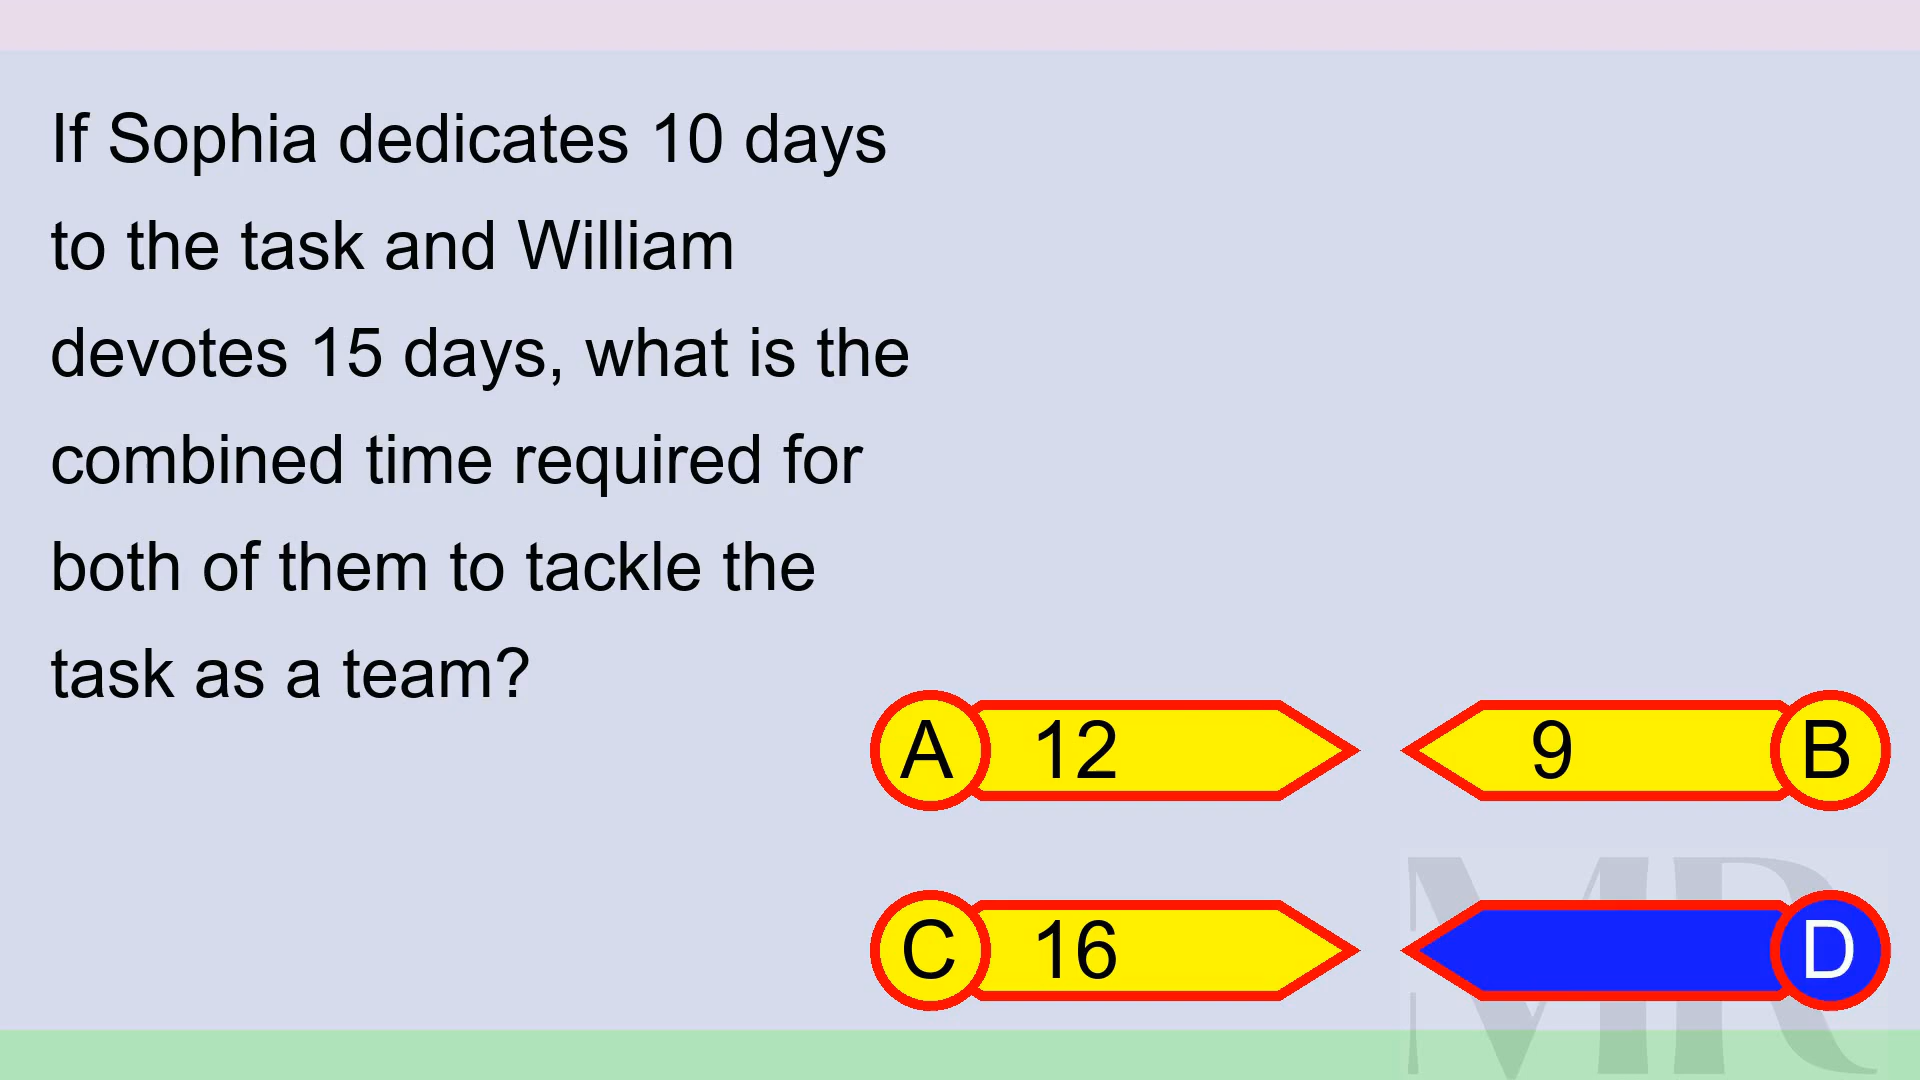 If Sophia dedicates 10 days
to the task and William
devotes 15 days, what is the
combined time required for
both of them to tackle the
task as a team?
A 12
9 B
C 16
D
MR